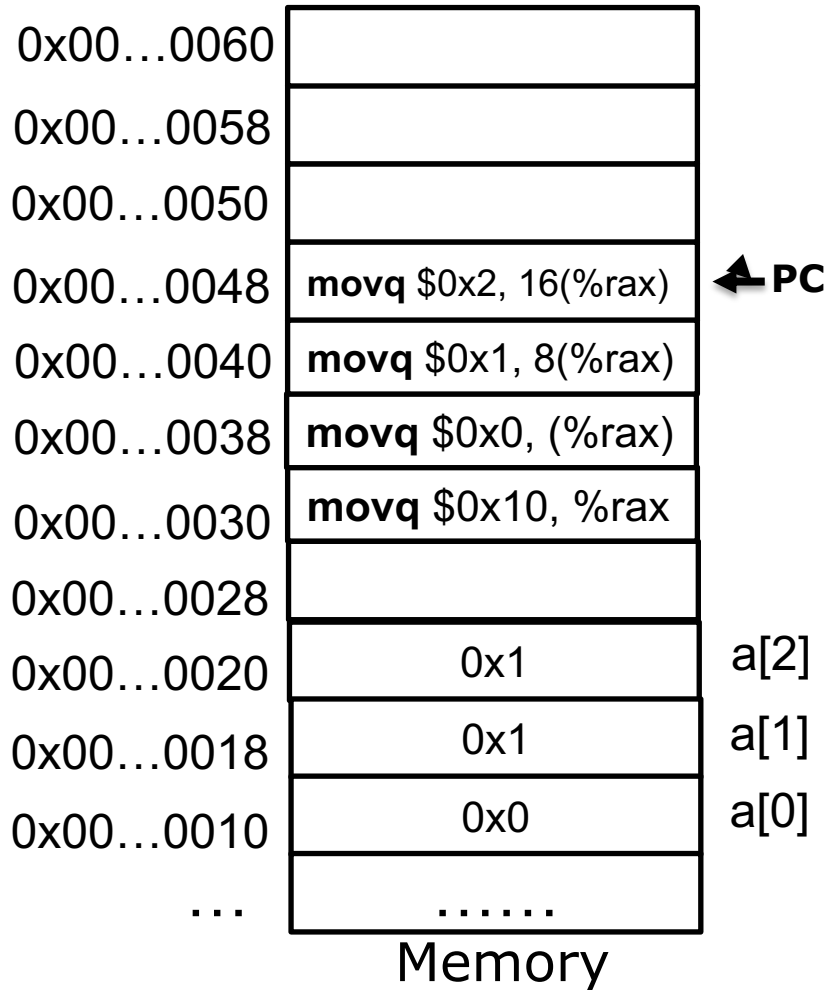 0x00…0060
0x00…0058
0x00…0050
0x00…0048 movq $0x2, 16(%rax) PC
0x00…0040 movq $0x1, 8(%rax)
0x00…0038 movq $0x0, (%rax)
0x00…0030 movq $0x10, %rax
0x00…0028
0x00…0020 0x1 a[2]
0x00…0018 0x1 a[1]
0x00…0010 0x0 a[0]
… ……
Memory